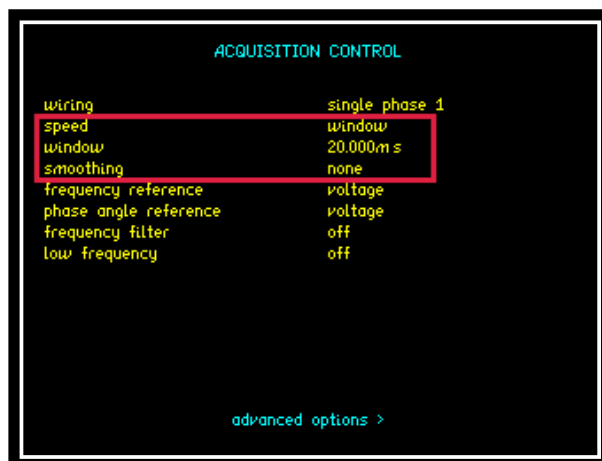 ACQUISITION CONTROL
wiring single phase 1
speed window
window 20.000ms
smoothing none
frequency reference voltage
phase angle reference voltage
frequency filter off
low frequency off
advanced options >